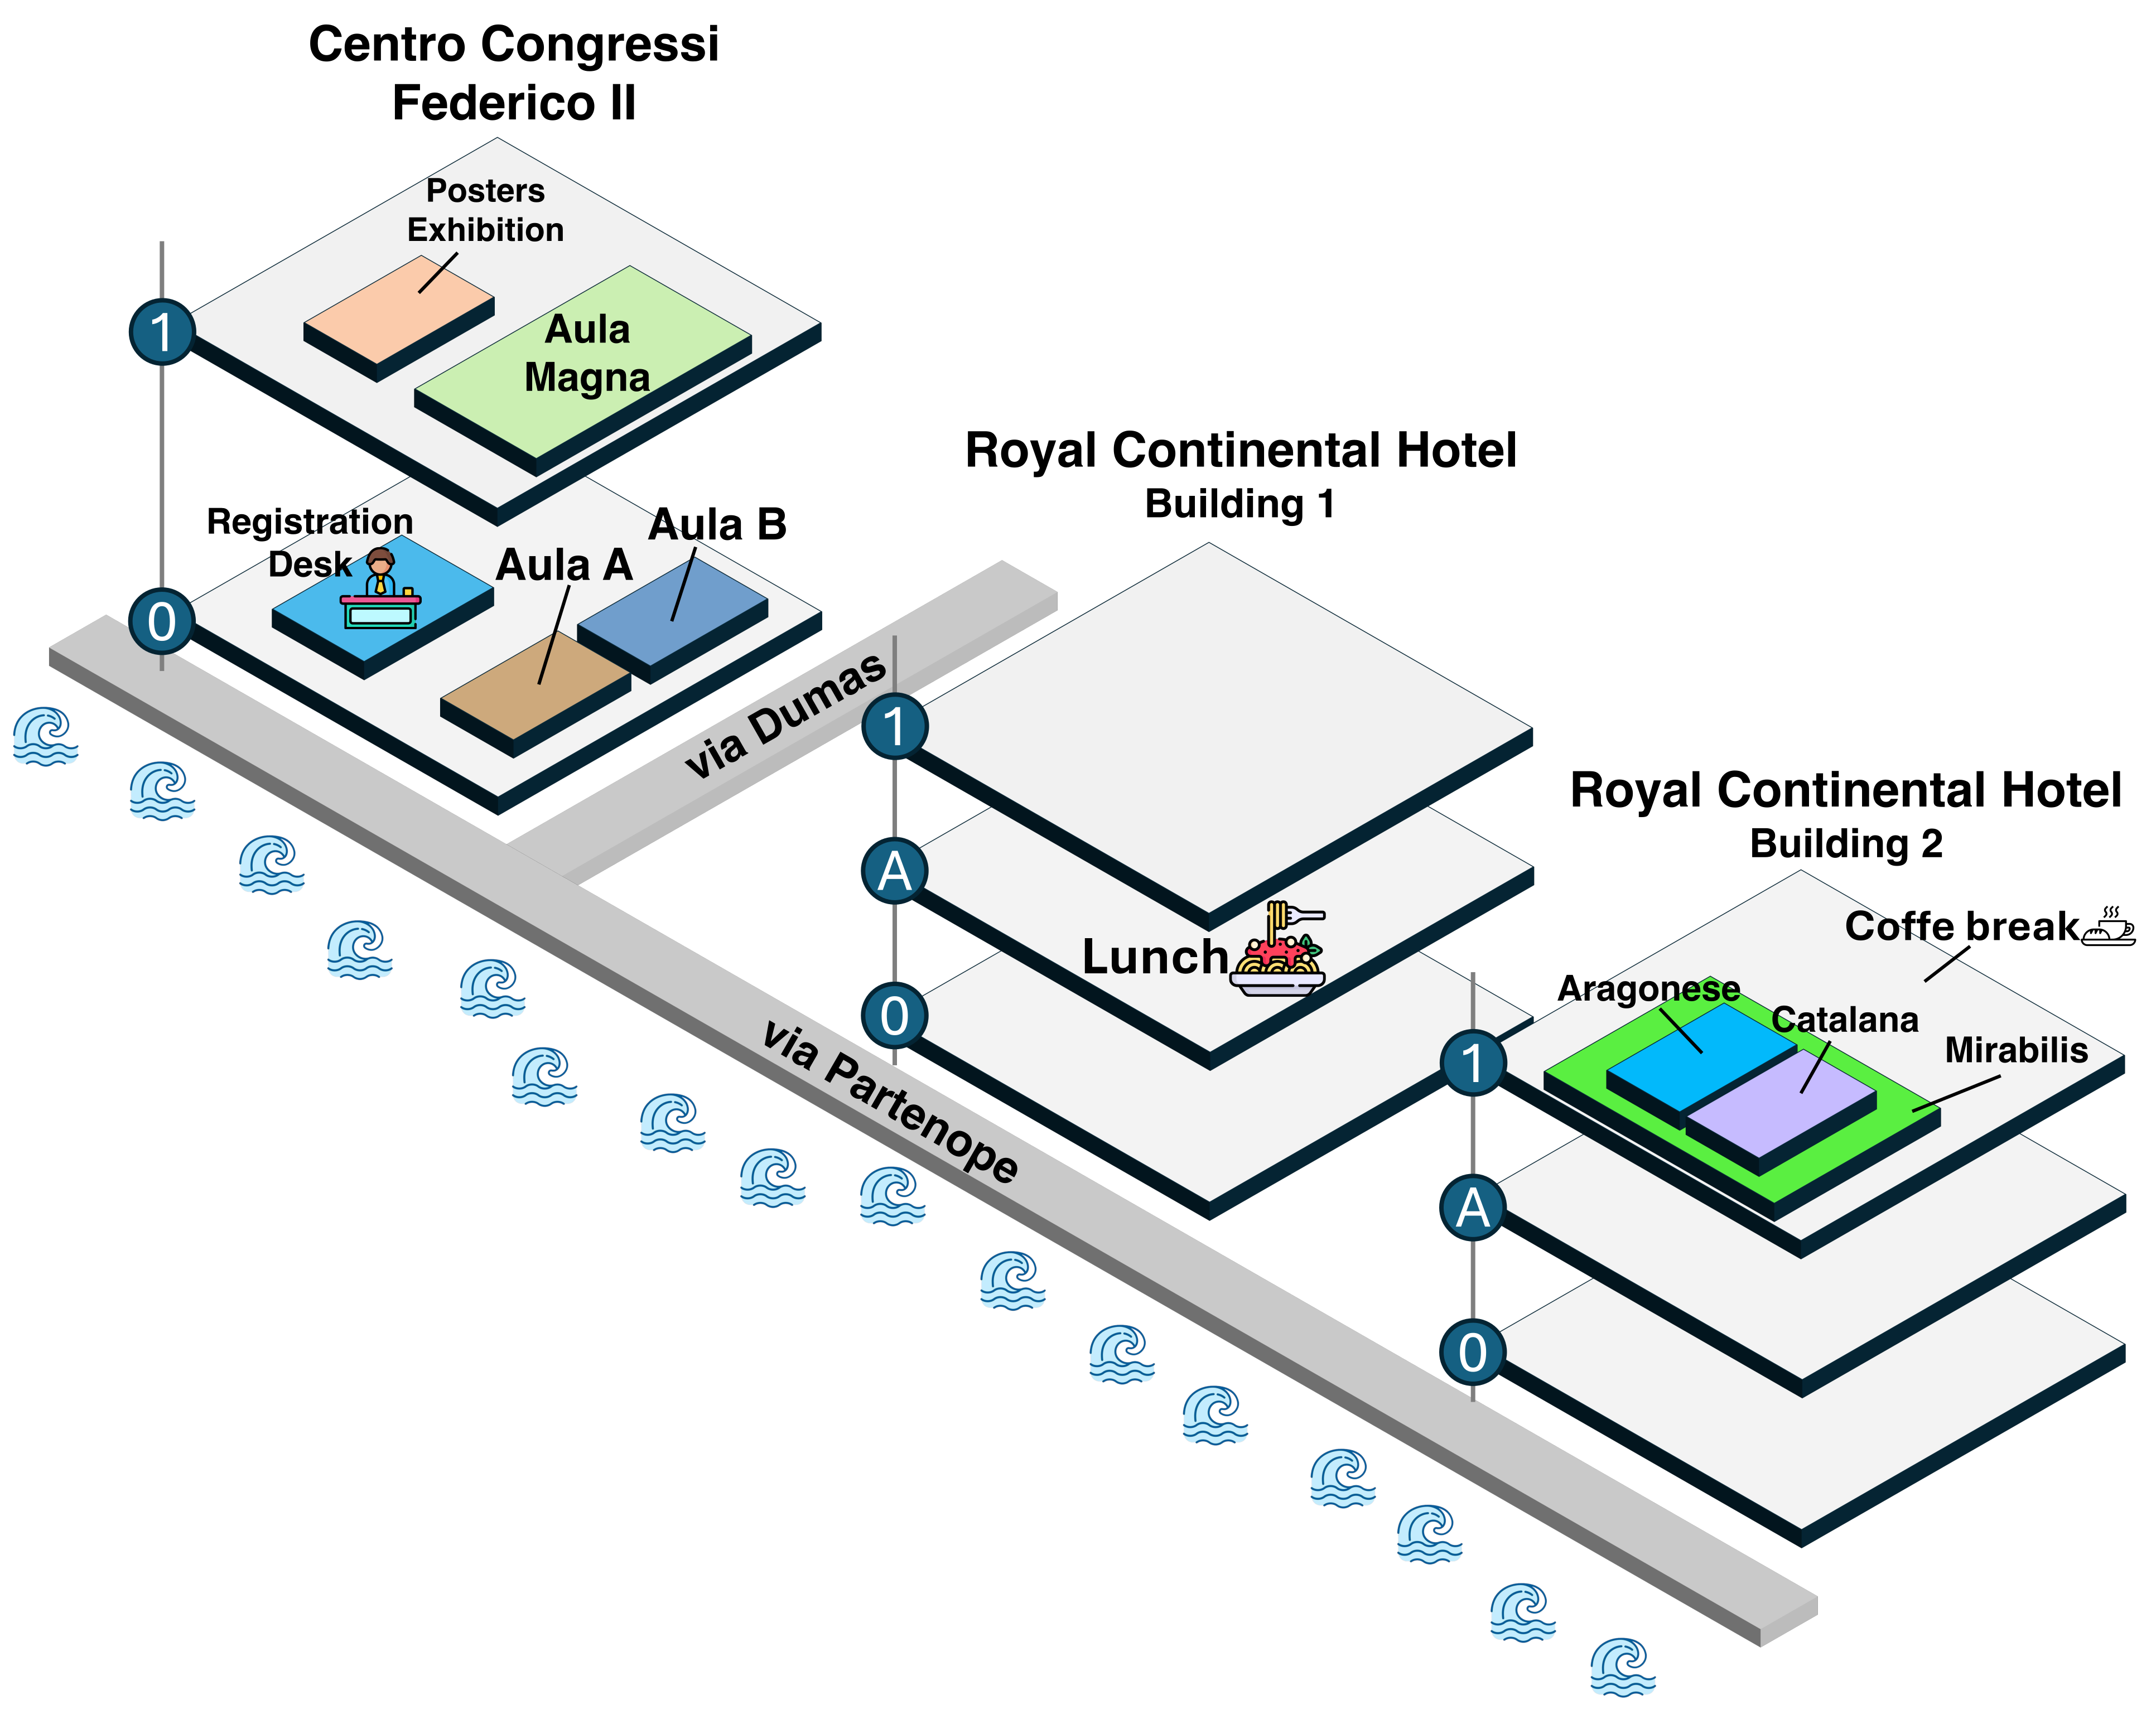 Centro Congressi
Federico II
Posters
Exhibition
1
Aula
Magna
Registration
Desk
Aula A
Aula B
0
via Dumas
via Partenope
Royal Continental Hotel
Building 1
1
A
Lunch
0
Royal Continental Hotel
Building 2
Coffe break
Aragonese
Catalana
Mirabilis
1
A
0